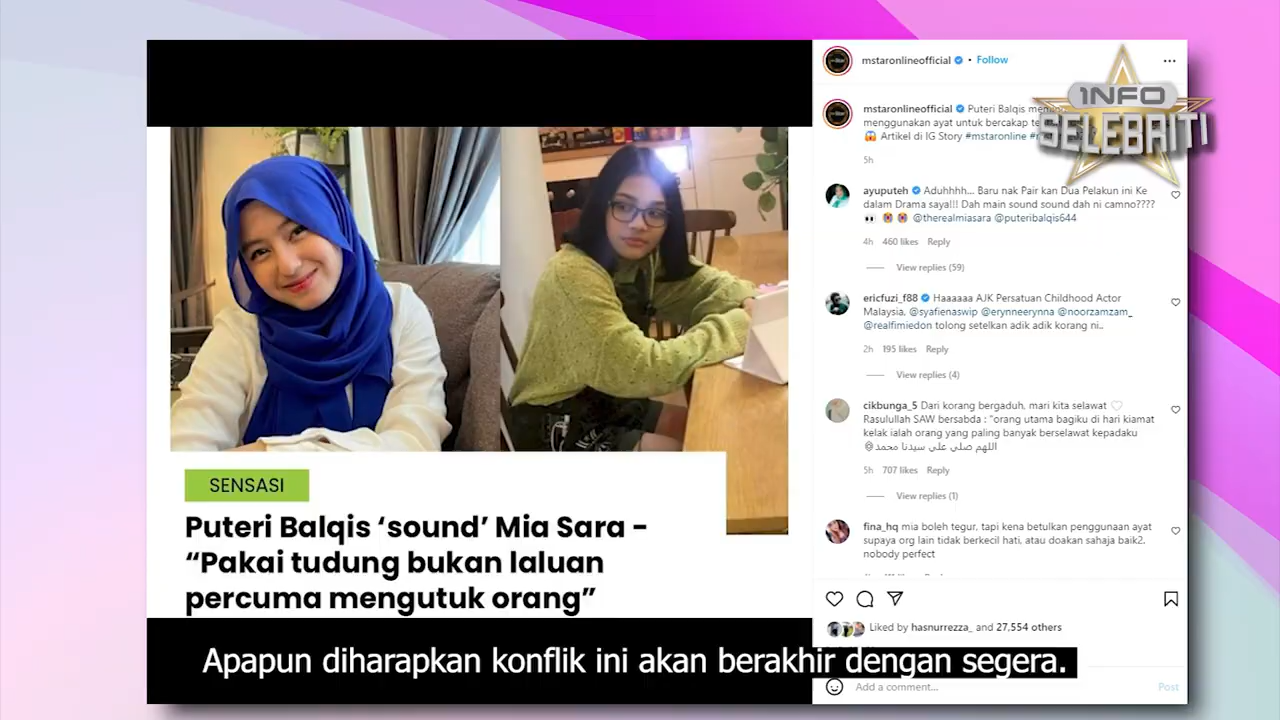 SENSASI
Puteri Balqis ‘sound’ Mia Sara –
“Pakai tudung bukan laluan
percuma mengutuk orang”
mstaronlineofficial • Follow
mstaronlineofficial Puteri Balqis
menggunakan ayat untuk bercakap
😱 Artikel di IG Story #mstaronline
5h
1NFO
SELEBRITI
ayuputeh Aduhhhh... Baru nak Pair kan Dua Pelakun ini Ke
dalam Drama saya!!! Dah main sound sound dah ni camno????
@therealmiasara @puteribalqis644
4h 460 likes Reply
View replies (59)
ericfuzi_f88 Haaaaaa AJK Persatuan Childhood Actor
Malaysia, @syafienaswip @erynneerynna @noorzamzam_
@realfimiedon tolong setelkan adik adik korang ni..
2h 195 likes Reply
View replies (4)
cikbunga_5 Dari korang bergaduh, mari kita selawat 🤍
Rasulullah SAW bersabda : "orang utama bagiku di hari kiamat
kelak ialah orang yang paling banyak berselawat kepadaku
اللهم صلي علي سيدنا محمد
5h 707 likes Reply
View replies (1)
fina_hq mia boleh tegur, tapi kena betulkan penggunaan ayat
supaya org lain tidak berkecil hati, atau doakan sahaja baik2,
nobody perfect
Liked by hasnurrezza_ and 27,554 others
Apapun diharapkan konflik ini akan berakhir dengan segera.
Add a comment...
Post